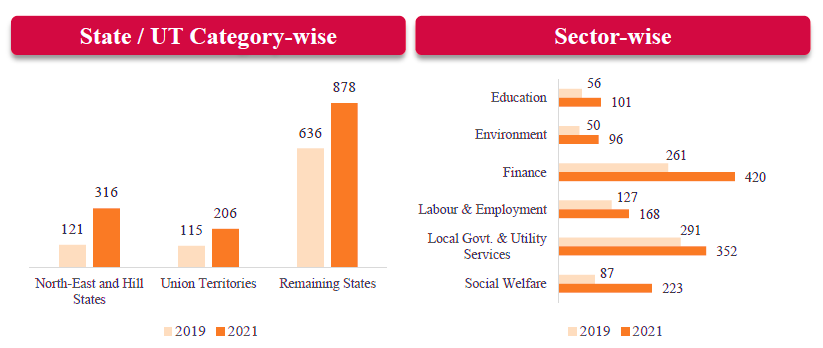 State / UT Category-wise
878
636
316
121
115
206
North-East and Hill
States
Union Territories
Remaining States
2019
2021
Sector-wise
Education
56
101
Environment
50
96
Finance
261
420
Labour & Employment
127
168
Local Govt. & Utility
Services
291
352
Social Welfare
87
223
2019
2021